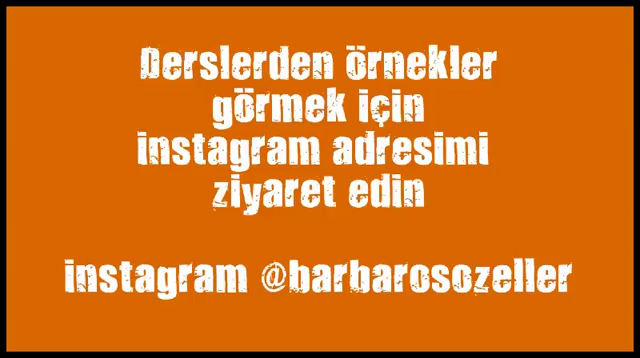 Derslerden örnekler
görmek için
instagram adresimi
ziyaret edin
instagram @barbarosozeller